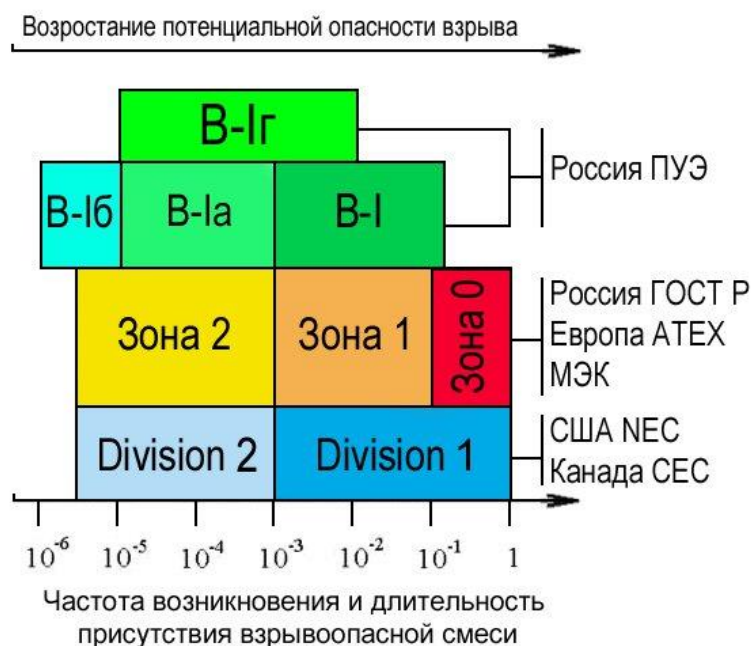 Возростание потенциальной опасности взрыва
В-Iг
Россия ПУЭ
В-Iб
В-Iа
В-I
Зона 2
Зона 1
Зона 0
Россия ГОСТ Р
Европа ATEX
МЭК
Division 2
Division 1
США NEC
Канада CEC
10⁻⁶ 10⁻⁵ 10⁻⁴ 10⁻³ 10⁻² 10⁻¹ 1
Частота возникновения и длительность
присутствия взрывоопасной смеси